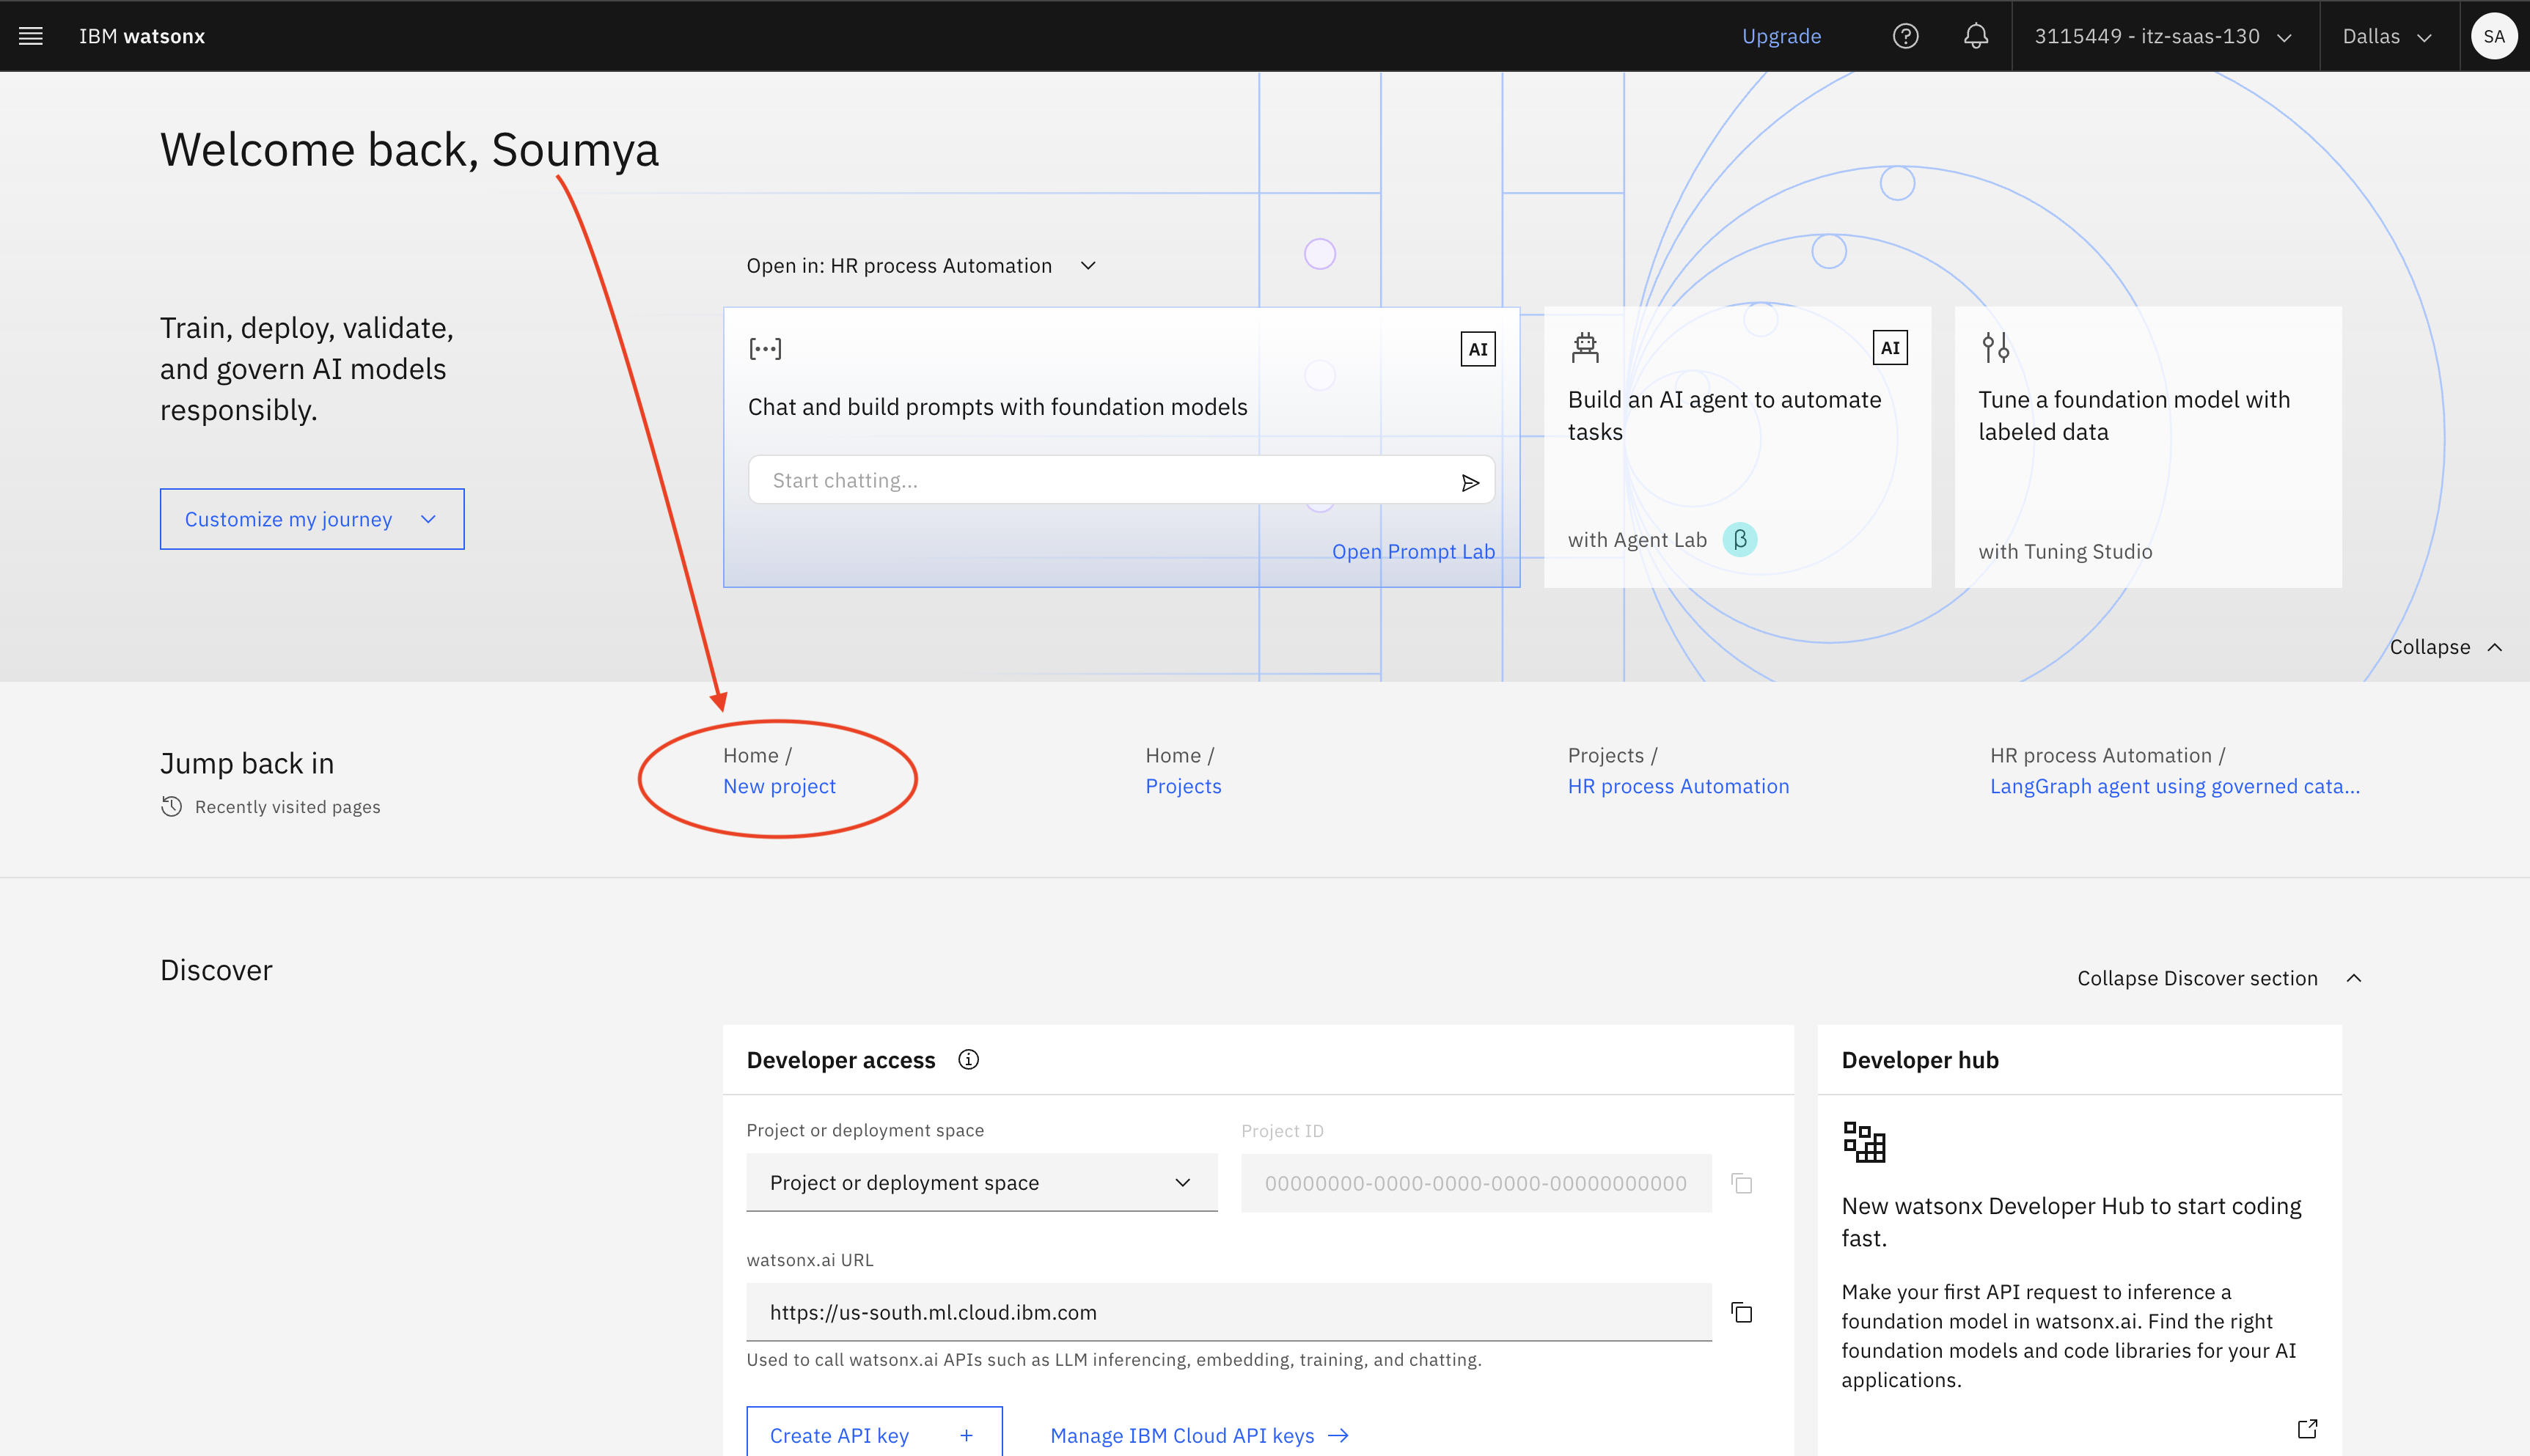 IBM watsonx
Upgrade
3115449 - itz-saas-130
Dallas
SA
Welcome back, Soumya
Train, deploy, validate,
and govern AI models
responsibly.
Customize my journey
Open in: HR process Automation
AI
Chat and build prompts with foundation models
Start chatting...
Open Prompt Lab
AI
Build an AI agent to automate
tasks
with Agent Lab β
Tune a foundation model with
labeled data
with Tuning Studio
Collapse
Jump back in
Recently visited pages
Home /
New project
Home /
Projects
Projects /
HR process Automation
HR process Automation /
LangGraph agent using governed cata...
Discover
Collapse Discover section
Developer access
Project or deployment space
Project or deployment space
Project ID
00000000-0000-0000-0000-00000000000
watsonx.ai URL
https://us-south.ml.cloud.ibm.com
Used to call watsonx.ai APIs such as LLM inferencing, embedding, training, and chatting.
Create API key +
Manage IBM Cloud API keys
Developer hub
New watsonx Developer Hub to start coding
fast.
Make your first API request to inference a
foundation model in watsonx.ai. Find the right
foundation models and code libraries for your AI
applications.